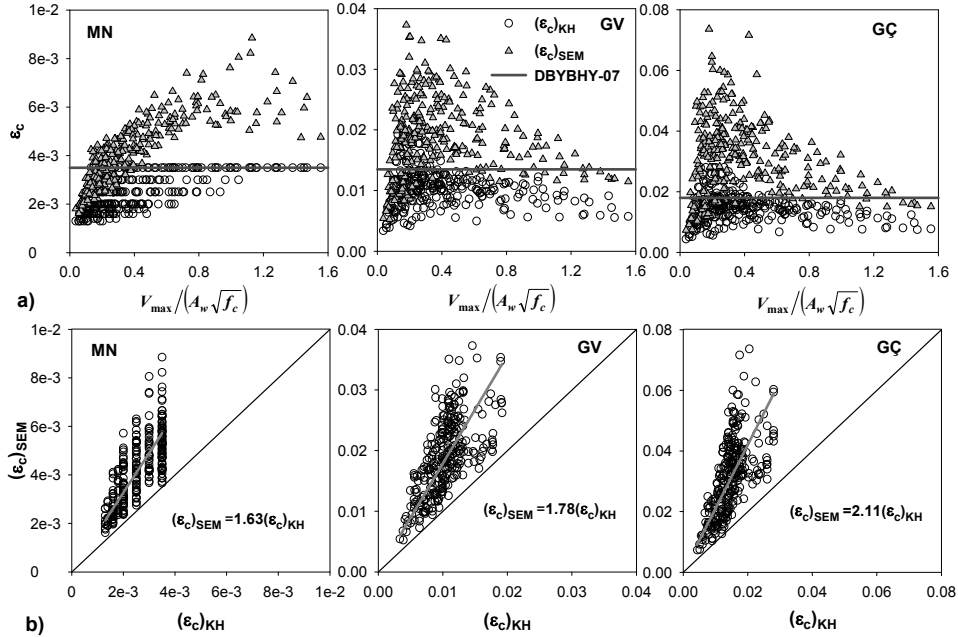 MN
GV
GÇ
(εc)KH
(εc)SEM
DBYBHY-07
εc
1e-2
8e-3
6e-3
4e-3
2e-3
0
0.0 0.4 0.8 1.2 1.6
0.04
0.03
0.02
0.01
0.00
0.0 0.4 0.8 1.2 1.6
0.08
0.06
0.04
0.02
0.00
0.0 0.4 0.8 1.2 1.6
a)
Vmax/(Aw√fc)
Vmax/(Aw√fc)
Vmax/(Aw√fc)
MN
GV
GÇ
(εc)SEM
1e-2
8e-3
6e-3
4e-3
2e-3
0
(εc)SEM =1.63(εc)KH
0 2e-3 4e-3 6e-3 8e-3 1e-2
0.04
0.03
0.02
0.01
0.00
(εc)SEM =1.78(εc)KH
0.00 0.01 0.02 0.03 0.04
0.08
0.06
0.04
0.02
0.00
(εc)SEM =2.11(εc)KH
0.00 0.02 0.04 0.06 0.08
b)
(εc)KH
(εc)KH
(εc)KH